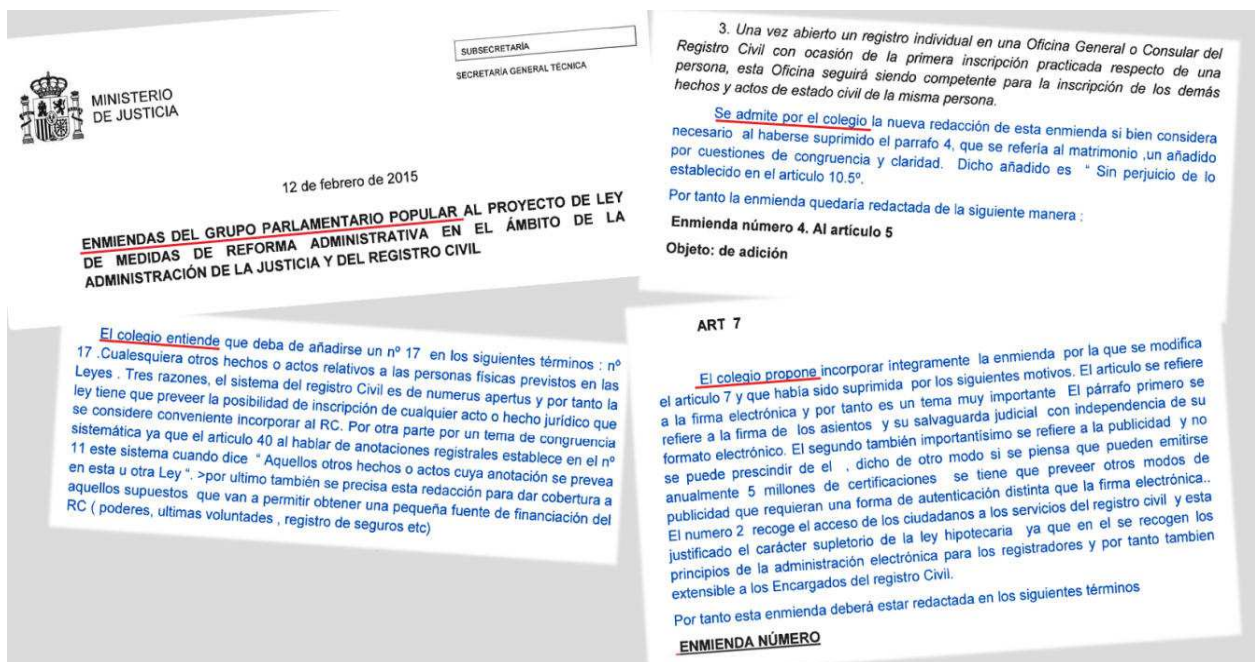 SUBSECRETARÍA
SECRETARÍA GENERAL TÉCNICA
MINISTERIO
DE JUSTICIA
12 de febrero de 2015
ENMIENDAS DEL GRUPO PARLAMENTARIO POPULAR AL PROYECTO DE LEY
DE MEDIDAS DE REFORMA ADMINISTRATIVA EN EL ÁMBITO DE LA
ADMINISTRACIÓN DE LA JUSTICIA Y DEL REGISTRO CIVIL
3. Una vez abierto un registro individual en una Oficina General o Consular del
Registro Civil con ocasión de la primera inscripción practicada respecto de una
persona, esta Oficina seguirá siendo competente para la inscripción de los demás
hechos y actos de estado civil de la misma persona.
Se admite por el colegio la nueva redacción de esta enmienda si bien considera
necesario al haberse suprimido el parrafo 4, que se refería al matrimonio ,un añadido
por cuestiones de congruencia y claridad. Dicho añadido es “ Sin perjuicio de lo
establecido en el artículo 10.5º.
Por tanto la enmienda quedaría redactada de la siguiente manera :
Enmienda número 4. Al artículo 5
Objeto: de adición
El colegio entiende que deba de añadirse un nº 17 en los siguientes términos : nº
17 .Cualesquiera otros hechos o actos relativos a las personas físicas previstos en las
Leyes . Tres razones, el sistema del registro Civil es de numerus apertus y por tanto la
ley tiene que preveer la posibilidad de inscripción de cualquier acto o hecho jurídico que
se considere conveniente incorporar al RC. Por otra parte por un tema de congruencia
sistemática ya que el articulo 40 al hablar de anotaciones registrales establece en el nº
11 este sistema cuando dice “ Aquellos otros hechos o actos cuya anotación se prevea
en esta u otra Ley “. >por ultimo también se precisa esta redacción para dar cobertura a
aquellos supuestos que van a permitir obtener una pequeña fuente de financiación del
RC ( poderes, ultimas voluntades , registro de seguros etc)
ART 7
El colegio propone incorporar integramente la enmienda por la que se modifica
el articulo 7 y que había sido suprimida por los siguientes motivos. El articulo se refiere
a la firma electrónica y por tanto es un tema muy importante El párrafo primero se
refiere a la firma de los asientos y su salvaguarda judicial con independencia de su
formato electrónico. El segundo también importantísimo se refiere a la publicidad y no
se puede prescindir de el , dicho de otro modo si se piensa que pueden emitirse
anualmente 5 millones de certificaciones se tiene que preveer otros modos de
publicidad que requieran una forma de autenticación distinta que la firma electrónica..
El numero 2 recoge el acceso de los ciudadanos a los servicios del registro civil y esta
justificado el carácter supletorio de la ley hipotecaria ya que en el se recogen los
principios de la administración electrónica para los registradores y por tanto tambien
extensible a los Encargados del registro Civil.
Por tanto esta enmienda deberá estar redactada en los siguientes términos
ENMIENDA NÚMERO